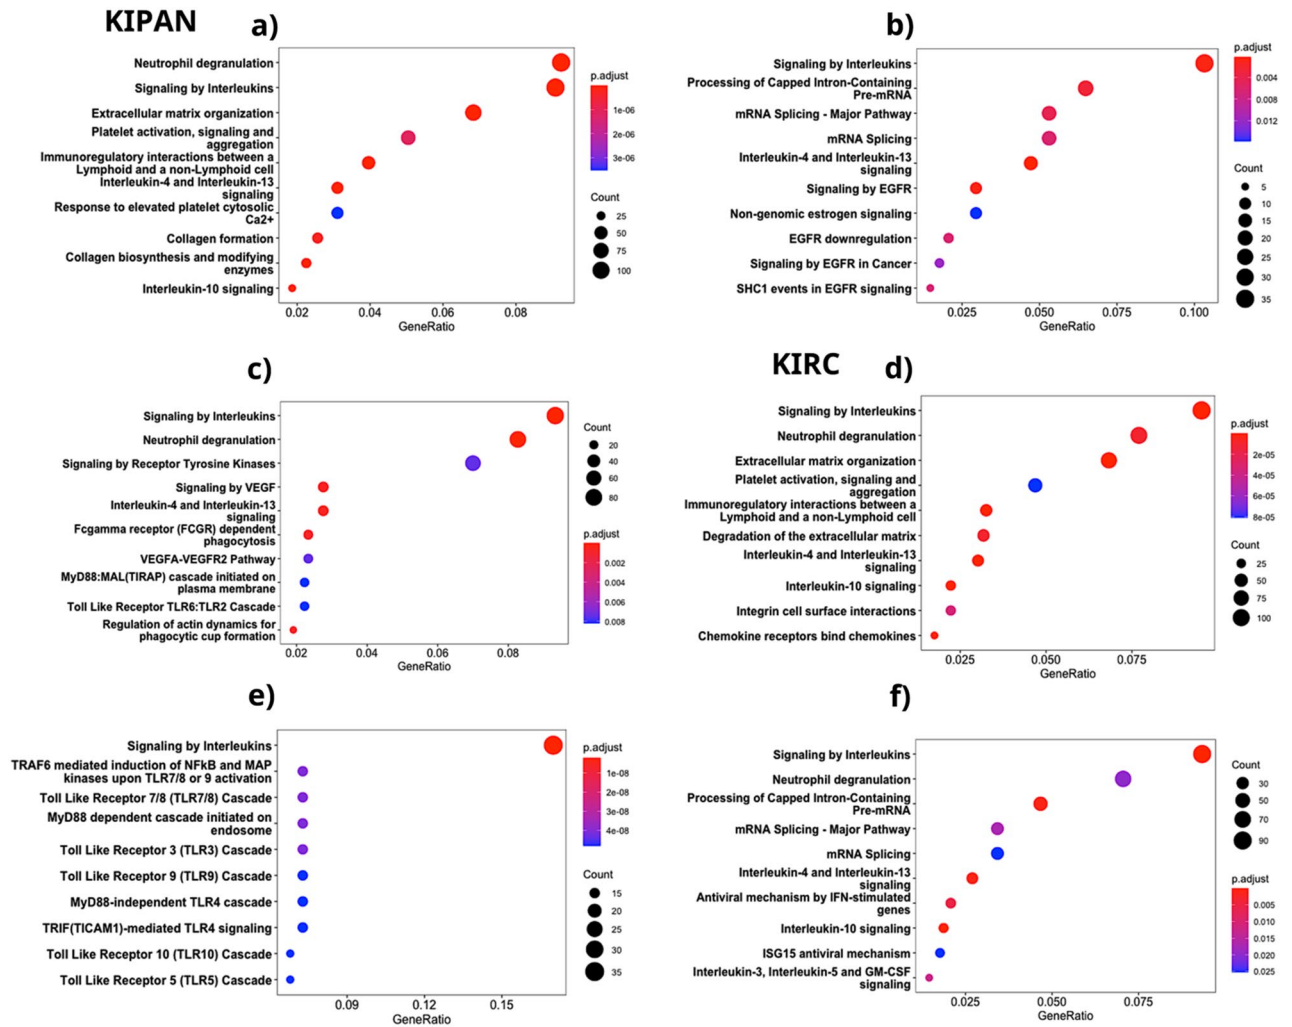 KIPAN
a)
Neutrophil degranulation
Signaling by Interleukins
Extracellular matrix organization
Platelet activation, signaling and
aggregation
Immunoregulatory interactions between a
Lymphoid and a non-Lymphoid cell
Interleukin-4 and Interleukin-13
signaling
Response to elevated platelet cytosolic
Ca2+
Collagen formation
Collagen biosynthesis and modifying
enzymes
Interleukin-10 signaling
0.02 0.04 0.06 0.08
GeneRatio
p.adjust
1e-06
2e-06
3e-06
Count
25
50
75
100
b)
Signaling by Interleukins
Processing of Capped Intron-Containing
Pre-mRNA
mRNA Splicing - Major Pathway
mRNA Splicing
Interleukin-4 and Interleukin-13
signaling
Signaling by EGFR
Non-genomic estrogen signaling
EGFR downregulation
Signaling by EGFR in Cancer
SHC1 events in EGFR signaling
0.025 0.050 0.075 0.100
GeneRatio
p.adjust
0.004
0.008
0.012
Count
5
10
15
20
25
30
35
c)
Signaling by Interleukins
Neutrophil degranulation
Signaling by Receptor Tyrosine Kinases
Signaling by VEGF
Interleukin-4 and Interleukin-13
signaling
Fcgamma receptor (FCGR) dependent
phagocytosis
VEGFA-VEGFR2 Pathway
MyD88:MAL(TIRAP) cascade initiated on
plasma membrane
Toll Like Receptor TLR6:TLR2 Cascade
Regulation of actin dynamics for
phagocytic cup formation
0.02 0.04 0.06 0.08
GeneRatio
Count
20
40
60
80
p.adjust
0.002
0.004
0.006
0.008
KIRC
d)
Signaling by Interleukins
Neutrophil degranulation
Extracellular matrix organization
Platelet activation, signaling and
aggregation
Immunoregulatory interactions between a
Lymphoid and a non-Lymphoid cell
Degradation of the extracellular matrix
Interleukin-4 and Interleukin-13
signaling
Interleukin-10 signaling
Integrin cell surface interactions
Chemokine receptors bind chemokines
0.025 0.050 0.075
GeneRatio
p.adjust
2e-05
4e-05
6e-05
8e-05
Count
25
50
75
100
e)
Signaling by Interleukins
TRAF6 mediated induction of NFkB and MAP
kinases upon TLR7/8 or 9 activation
Toll Like Receptor 7/8 (TLR7/8) Cascade
MyD88 dependent cascade initiated on
endosome
Toll Like Receptor 3 (TLR3) Cascade
Toll Like Receptor 9 (TLR9) Cascade
MyD88-independent TLR4 cascade
TRIF(TICAM1)-mediated TLR4 signaling
Toll Like Receptor 10 (TLR10) Cascade
Toll Like Receptor 5 (TLR5) Cascade
0.09 0.12 0.15
GeneRatio
p.adjust
1e-08
2e-08
3e-08
4e-08
Count
15
20
25
30
35
f)
Signaling by Interleukins
Neutrophil degranulation
Processing of Capped Intron-Containing
Pre-mRNA
mRNA Splicing - Major Pathway
mRNA Splicing
Interleukin-4 and Interleukin-13
signaling
Antiviral mechanism by IFN-stimulated
genes
Interleukin-10 signaling
ISG15 antiviral mechanism
Interleukin-3, Interleukin-5 and GM-CSF
signaling
0.025 0.050 0.075
GeneRatio
Count
30
50
70
90
p.adjust
0.005
0.010
0.015
0.020
0.025